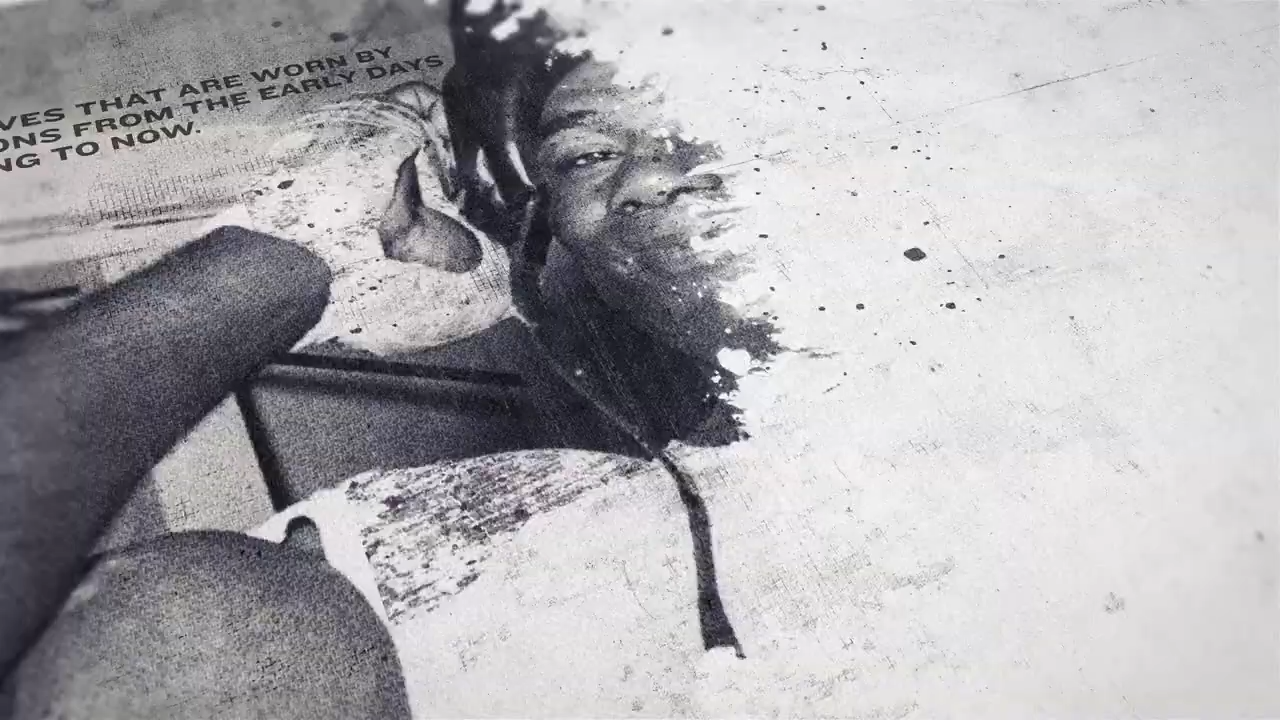 VES THAT ARE WORN BY
ONS FROM THE EARLY DAYS
NG TO NOW.